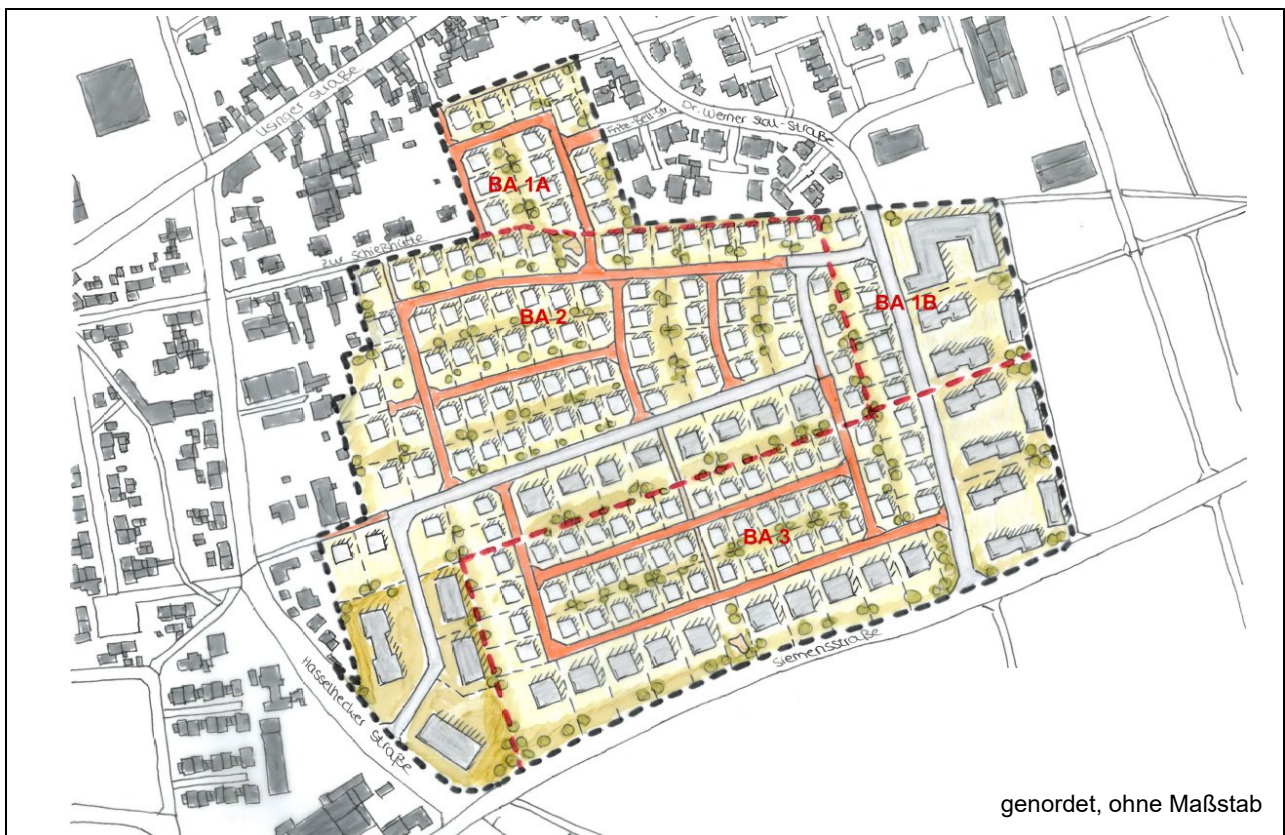 Usinger Straße
Dr. Werner Stoll-Straße
Fritz-Sell-Str.
BA 1A
zur Schießhütte
BA 1B
BA 2
BA 3
Siemensstraße
Hasselhecker Straße
genordet, ohne Maßstab